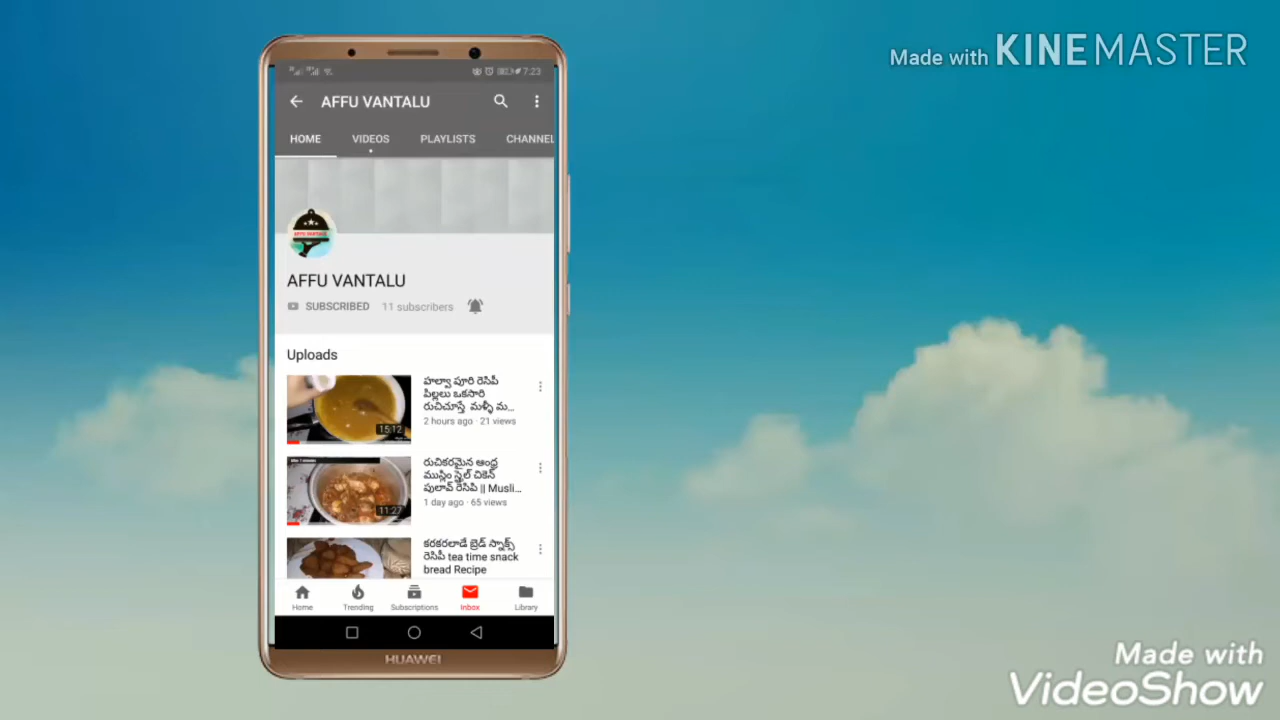 Made with KINEMASTER
7:23
AFFU VANTALU
HOME VIDEOS PLAYLISTS CHANNEL
AFFU VANTALU
AFFU VANTALU
SUBSCRIBED 11 subscribers
Uploads
హల్వా పూరి రెసిపీ
పిల్లలు ఒకసారి
రుచిచూస్తే మళ్ళీ మ...
2 hours ago · 21 views
15:12
రుచికరమైన ఆంధ్ర
ముస్లిం స్టైల్ చికెన్
పులావ్ రెసిపీ || Musli...
1 day ago · 65 views
11:27
కరకరలాడే బ్రెడ్ స్నాక్స్
రెసిపీ tea time snack
bread Recipe
Home Trending Subscriptions Inbox Library
HUAWEI
Made with
VideoShow